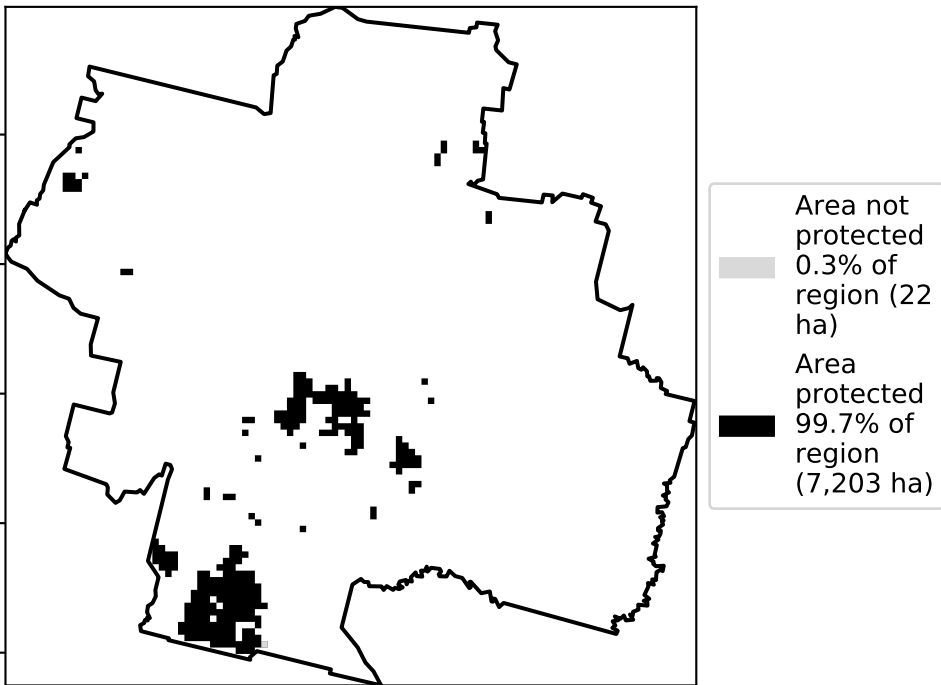 Area not
protected
0.3% of
region (22
ha)
Area
protected
99.7% of
region
(7,203 ha)